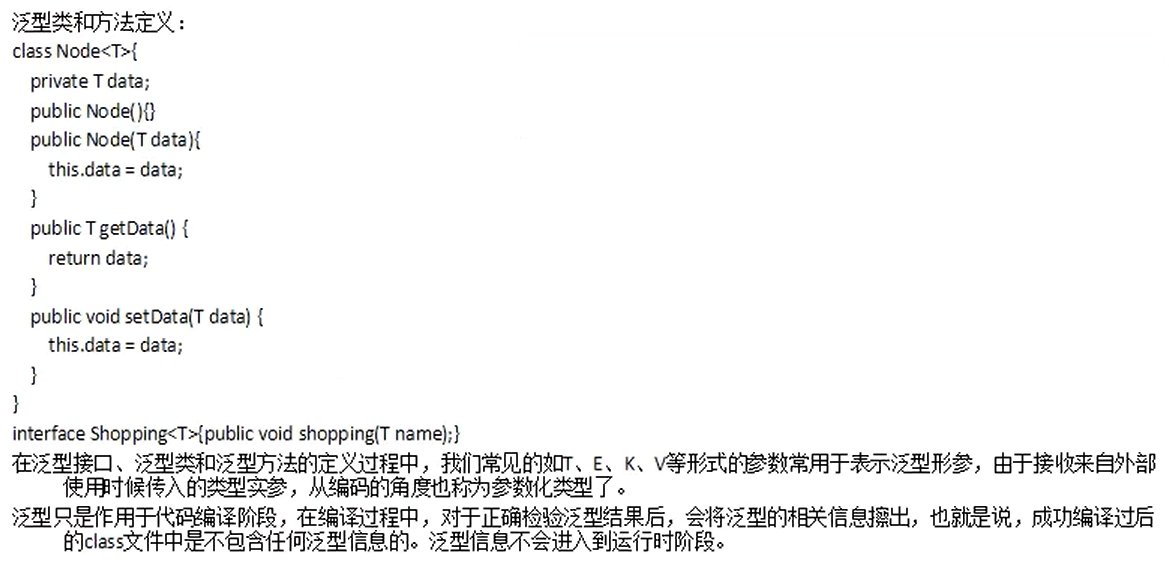 泛型类和方法定义：
class Node<T>{
private T data;
public Node(){}
public Node(T data){
this.data = data;
}
public T getData() {
return data;
}
public void setData(T data) {
this.data = data;
}
}
interface Shopping<T>{public void shopping(T name);}
在泛型接口、泛型类和泛型方法的定义过程中，我们常见的如T、E、K、V等形式的参数常用于表示泛型形参，由于接收来自外部
使用时候传入的类型实参，从编码的角度也称为参数化类型了。
泛型只是作用于代码编译阶段，在编译过程中，对于正确检验泛型结果后，会将泛型的相关信息擦出，也就是说，成功编译过后
的class文件中是不包含任何泛型信息的。泛型信息不会进入到运行时阶段。